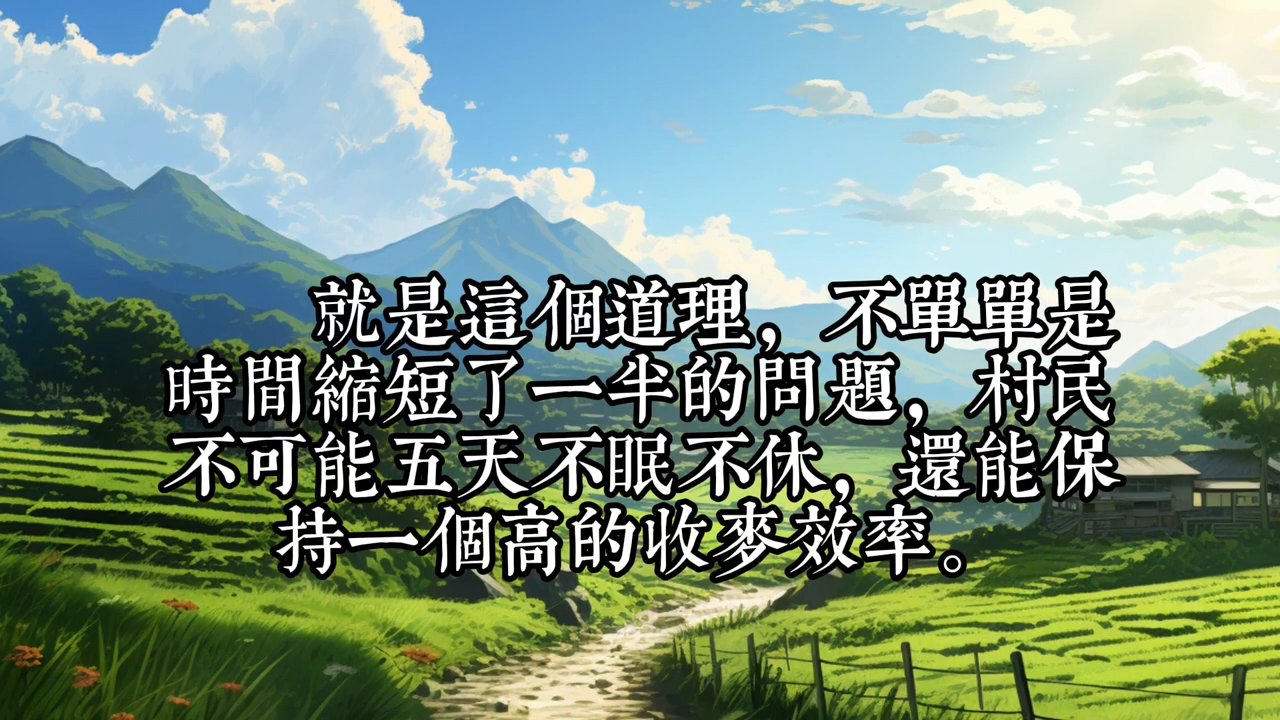 就是這個道理，不單單是
時間縮短了一半的問題，村民
不可能五天不眠不休，還能保
持一個高的收麥效率。